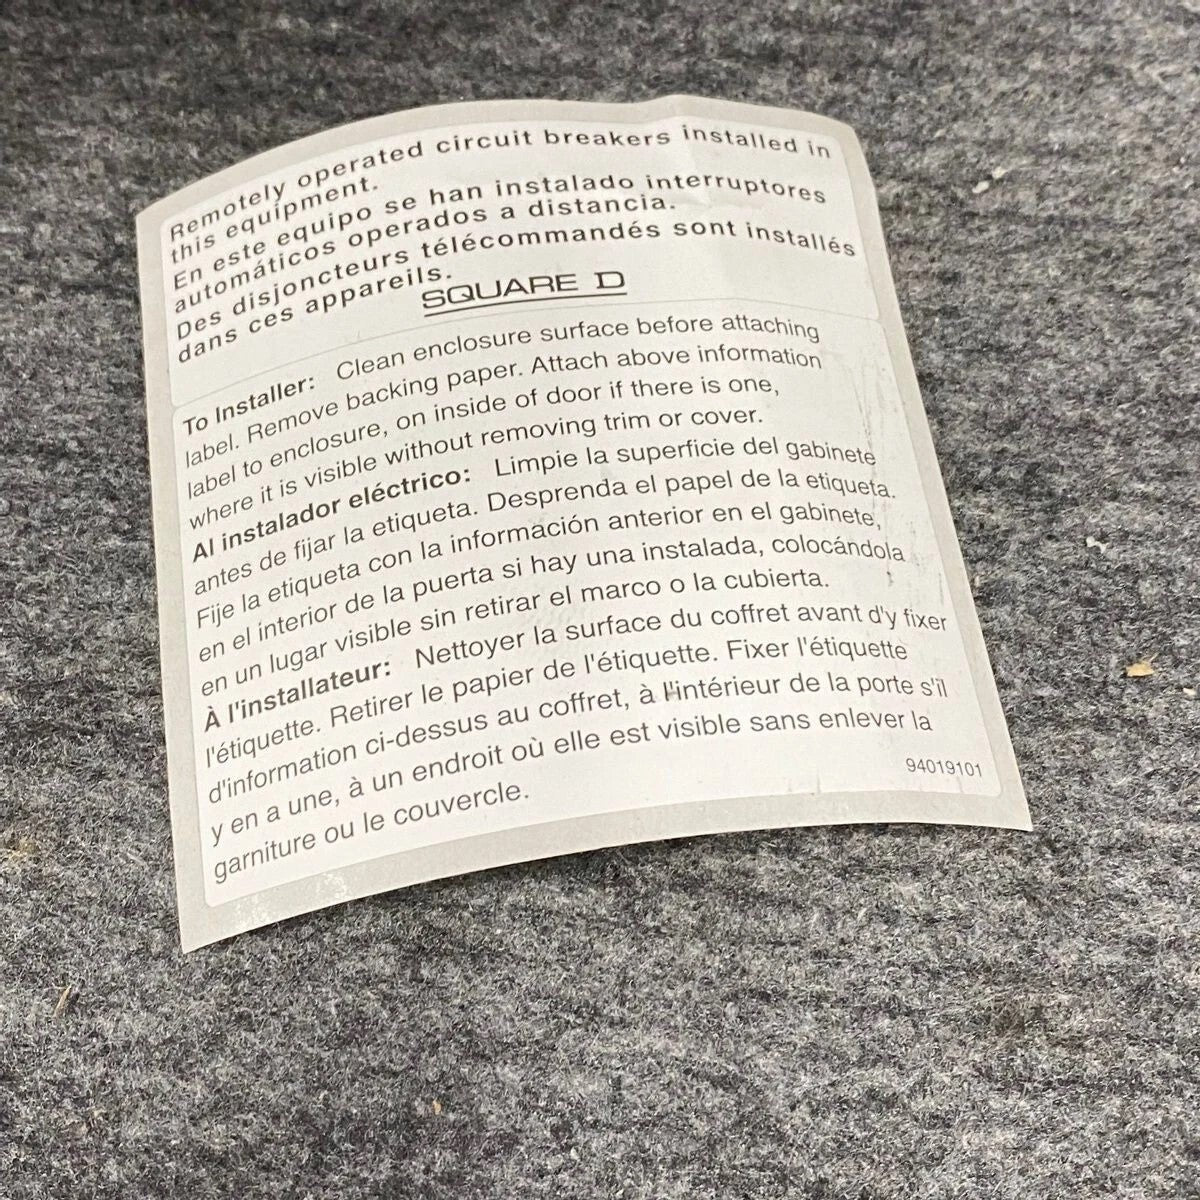 Remotely operated circuit breakers installed in
this equipment.
En este equipo se han instalado interruptores
automáticos operados a distancia.
Des disjoncteurs télécommandés sont installés
dans ces appareils.
SQUARE D
To Installer: Clean enclosure surface before attaching
label. Remove backing paper. Attach above information
label to enclosure, on inside of door if there is one,
where it is visible without removing trim or cover.
Al instalador eléctrico: Limpie la superficie del gabinete
antes de fijar la etiqueta. Desprenda el papel de la etiqueta.
Fije la etiqueta con la información anterior en el gabinete,
en el interior de la puerta si hay una instalada, colocándola
en un lugar visible sin retirar el marco o la cubierta.
À l'installateur: Nettoyer la surface du coffret avant d'y fixer
l'étiquette. Retirer le papier de l'étiquette. Fixer l'étiquette
d'information ci-dessus au coffret, à l'intérieur de la porte s'il
y en a une, à un endroit où elle est visible sans enlever la
garniture ou le couvercle.
94019101